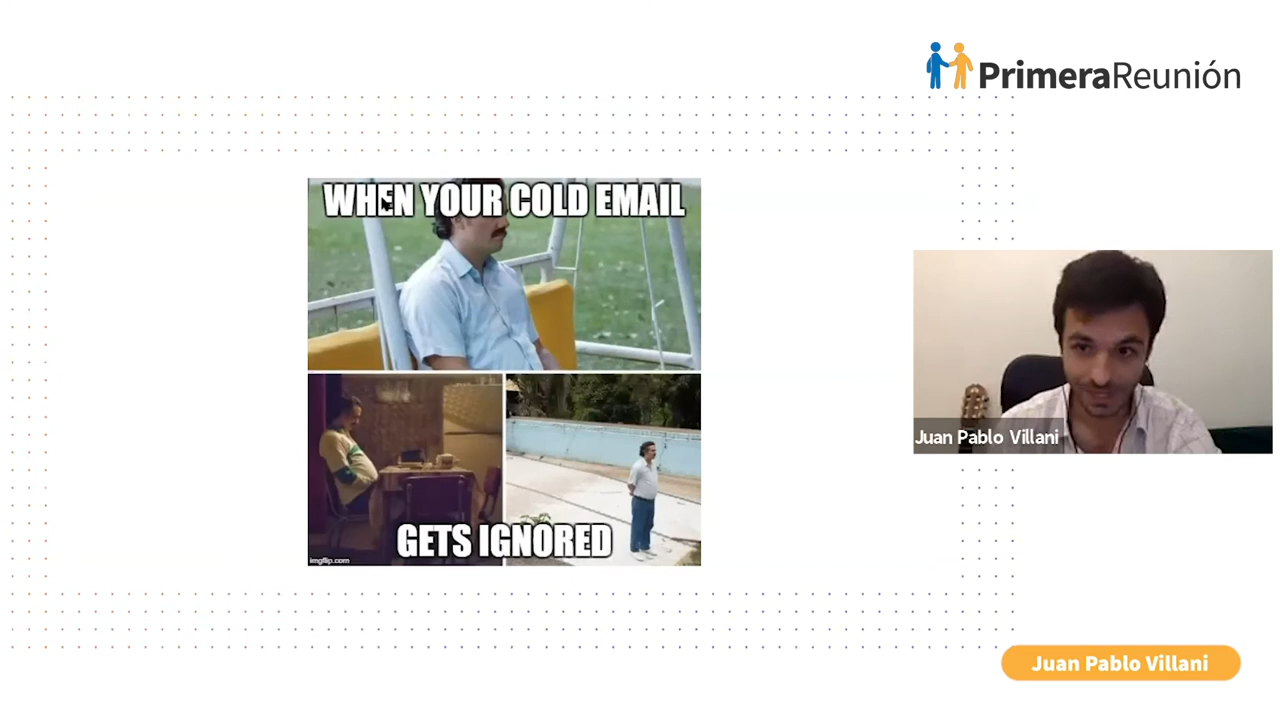 PrimeraReunión
WHEN YOUR COLD EMAIL
GETS IGNORED
imgflip.com
Juan Pablo Villani
Juan Pablo Villani